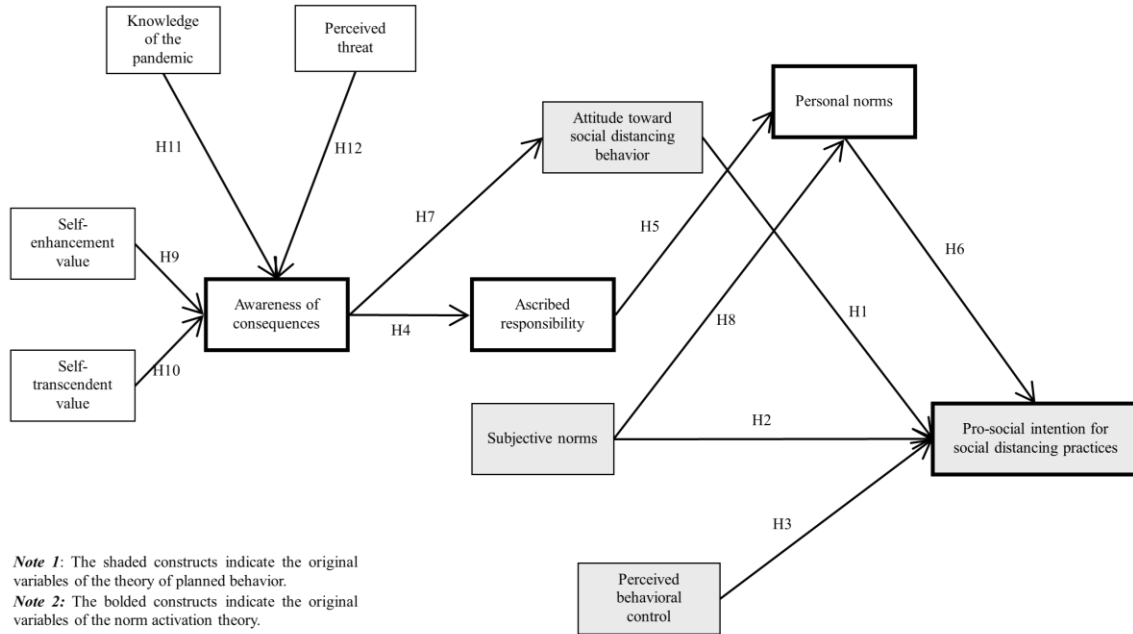 Knowledge
of the
pandemic
Perceived
threat
Personal norms
Attitude toward
social distancing
behavior
H11
H12
H7
H5
H6
Self-
enhancement
value
H9
Awareness of
consequences
H4
Ascribed
responsibility
H8
H1
Self-
transcendent
value
H10
Subjective norms
H2
Pro-social intention for
social distancing practices
H3
Perceived
behavioral
control
Note 1: The shaded constructs indicate the original
variables of the theory of planned behavior.
Note 2: The bolded constructs indicate the original
variables of the norm activation theory.